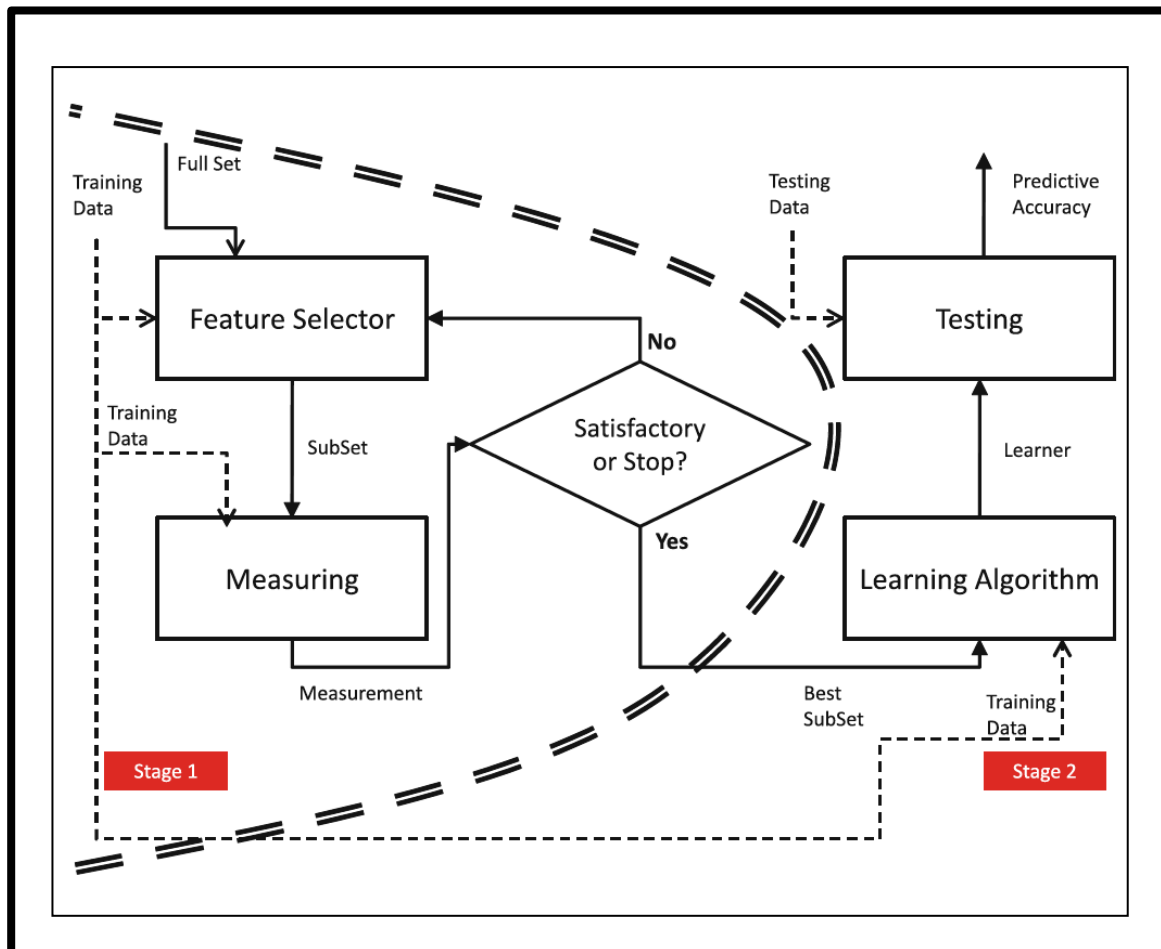 Full Set
Training
Data
Testing
Data
Predictive
Accuracy
Feature Selector
Testing
No
Training
Data
SubSet
Satisfactory
or Stop?
Learner
Yes
Measuring
Learning Algorithm
Measurement
Best
SubSet
Training
Data
Stage 1
Stage 2